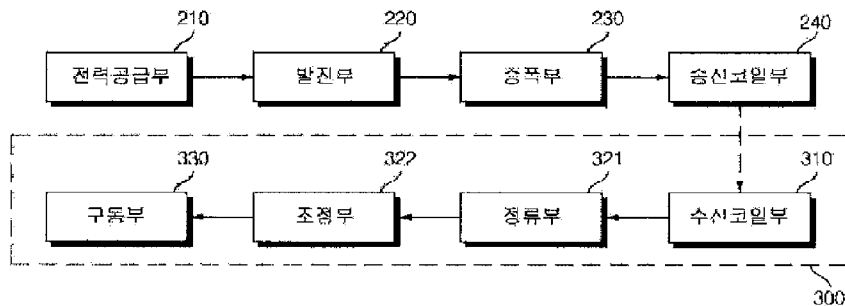 210 220 230 240
전력공급부 발진부 증폭부 송신코일부
330 322 321 310
구동부 조정부 정류부 수신코일부
300